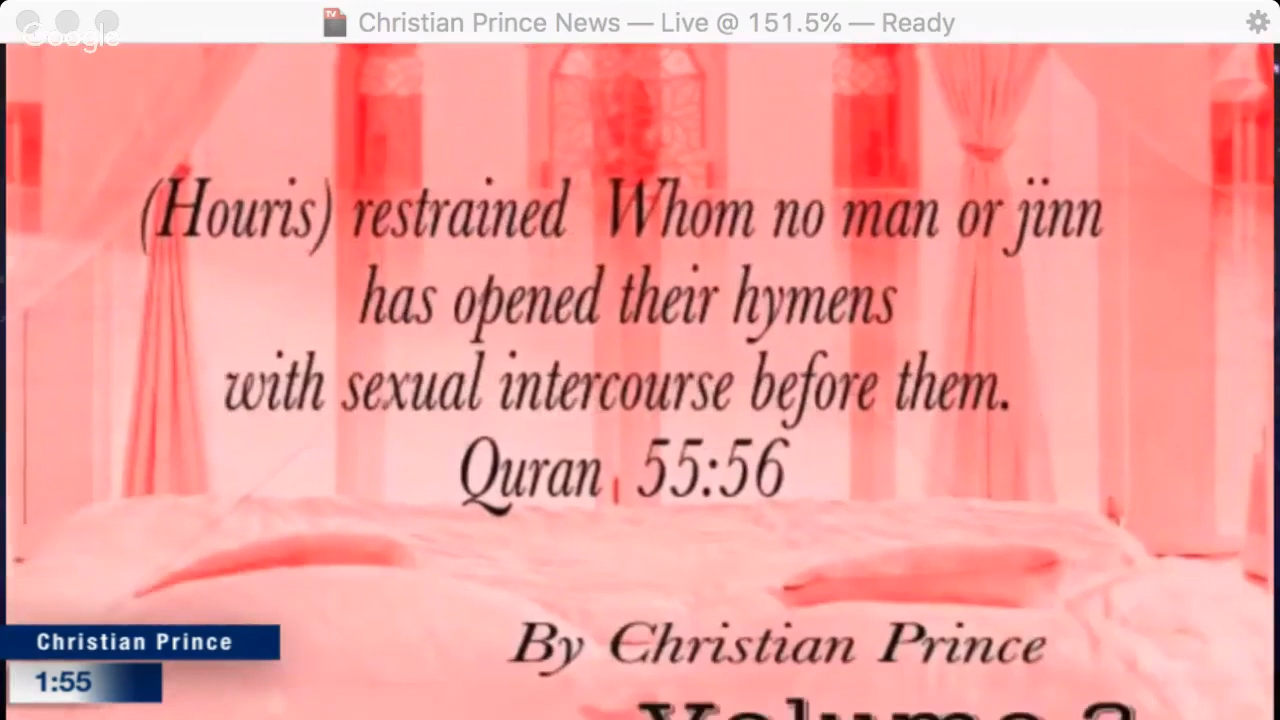 Christian Prince News — Live @ 151.5% — Ready
Google
(Houris) restrained Whom no man or jinn
has opened their hymens
with sexual intercourse before them.
Quran 55:56
By Christian Prince
Christian Prince
1:55